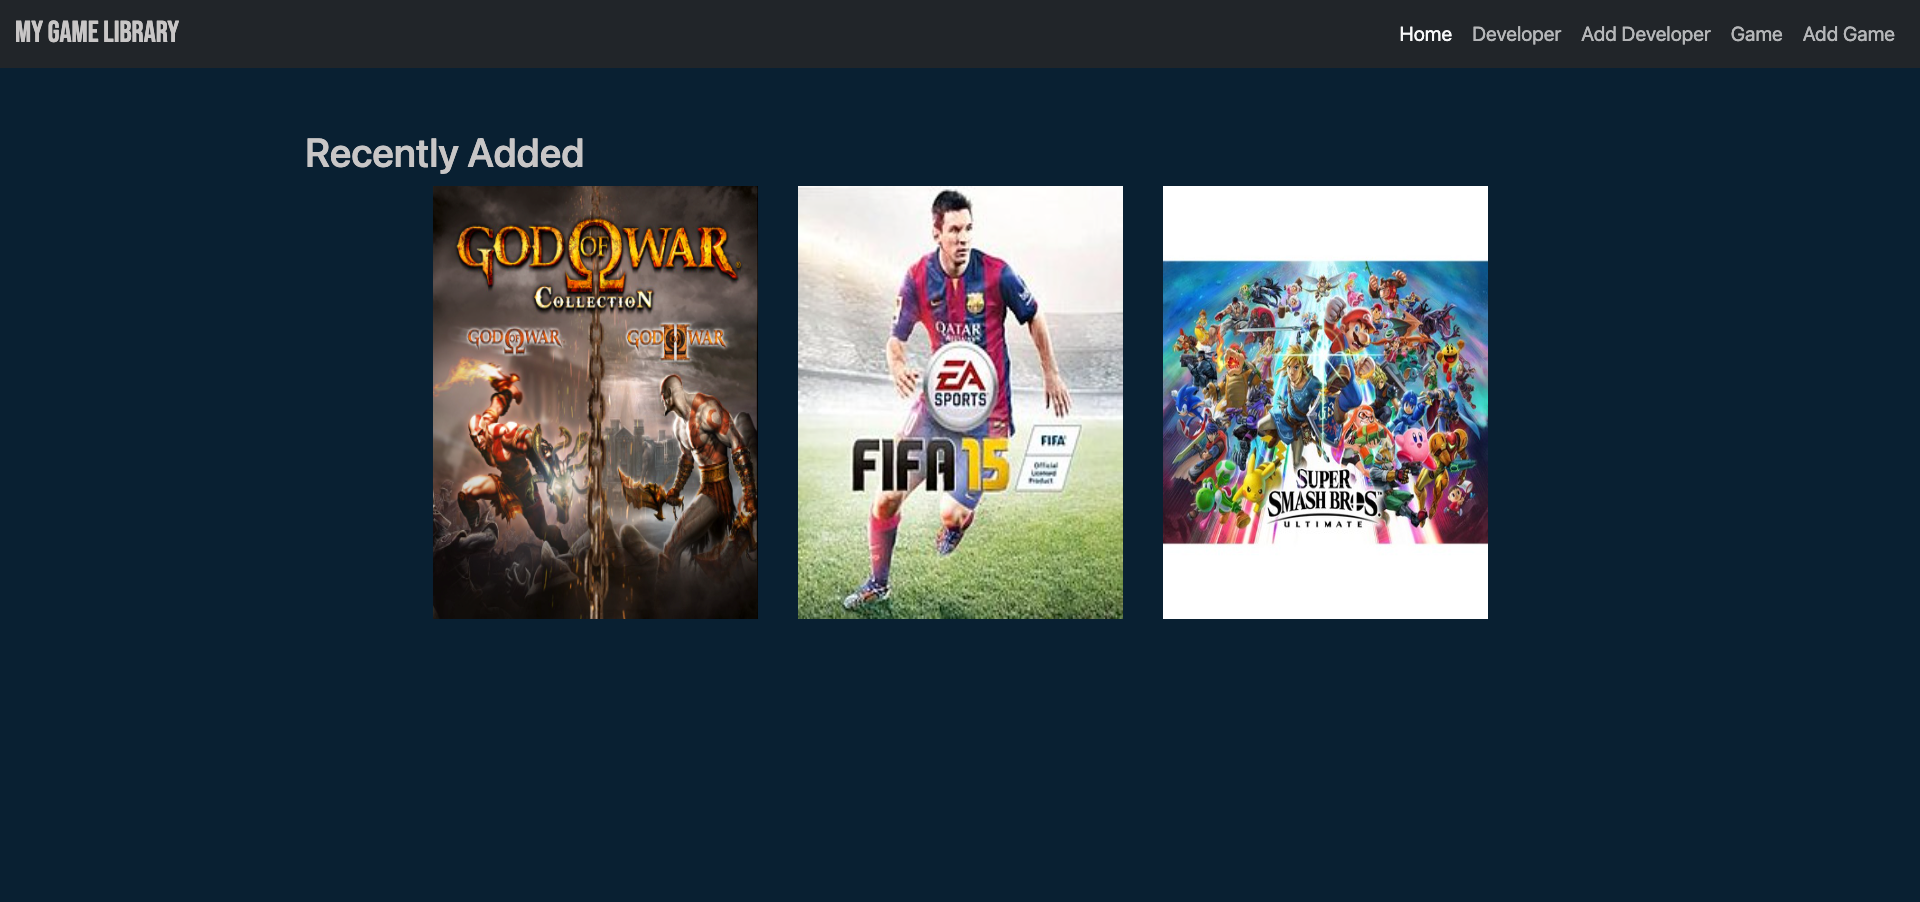 MY GAME LIBRARY
Home Developer Add Developer Game Add Game
Recently Added
GOD OF WAR
COLLECTION
GOD OF WAR
GOD II WAR
QATAR
EA
SPORTS
FIFA 15
FIFA
Official
Licensed
Product
SUPER
SMASH BROS.™
ULTIMATE